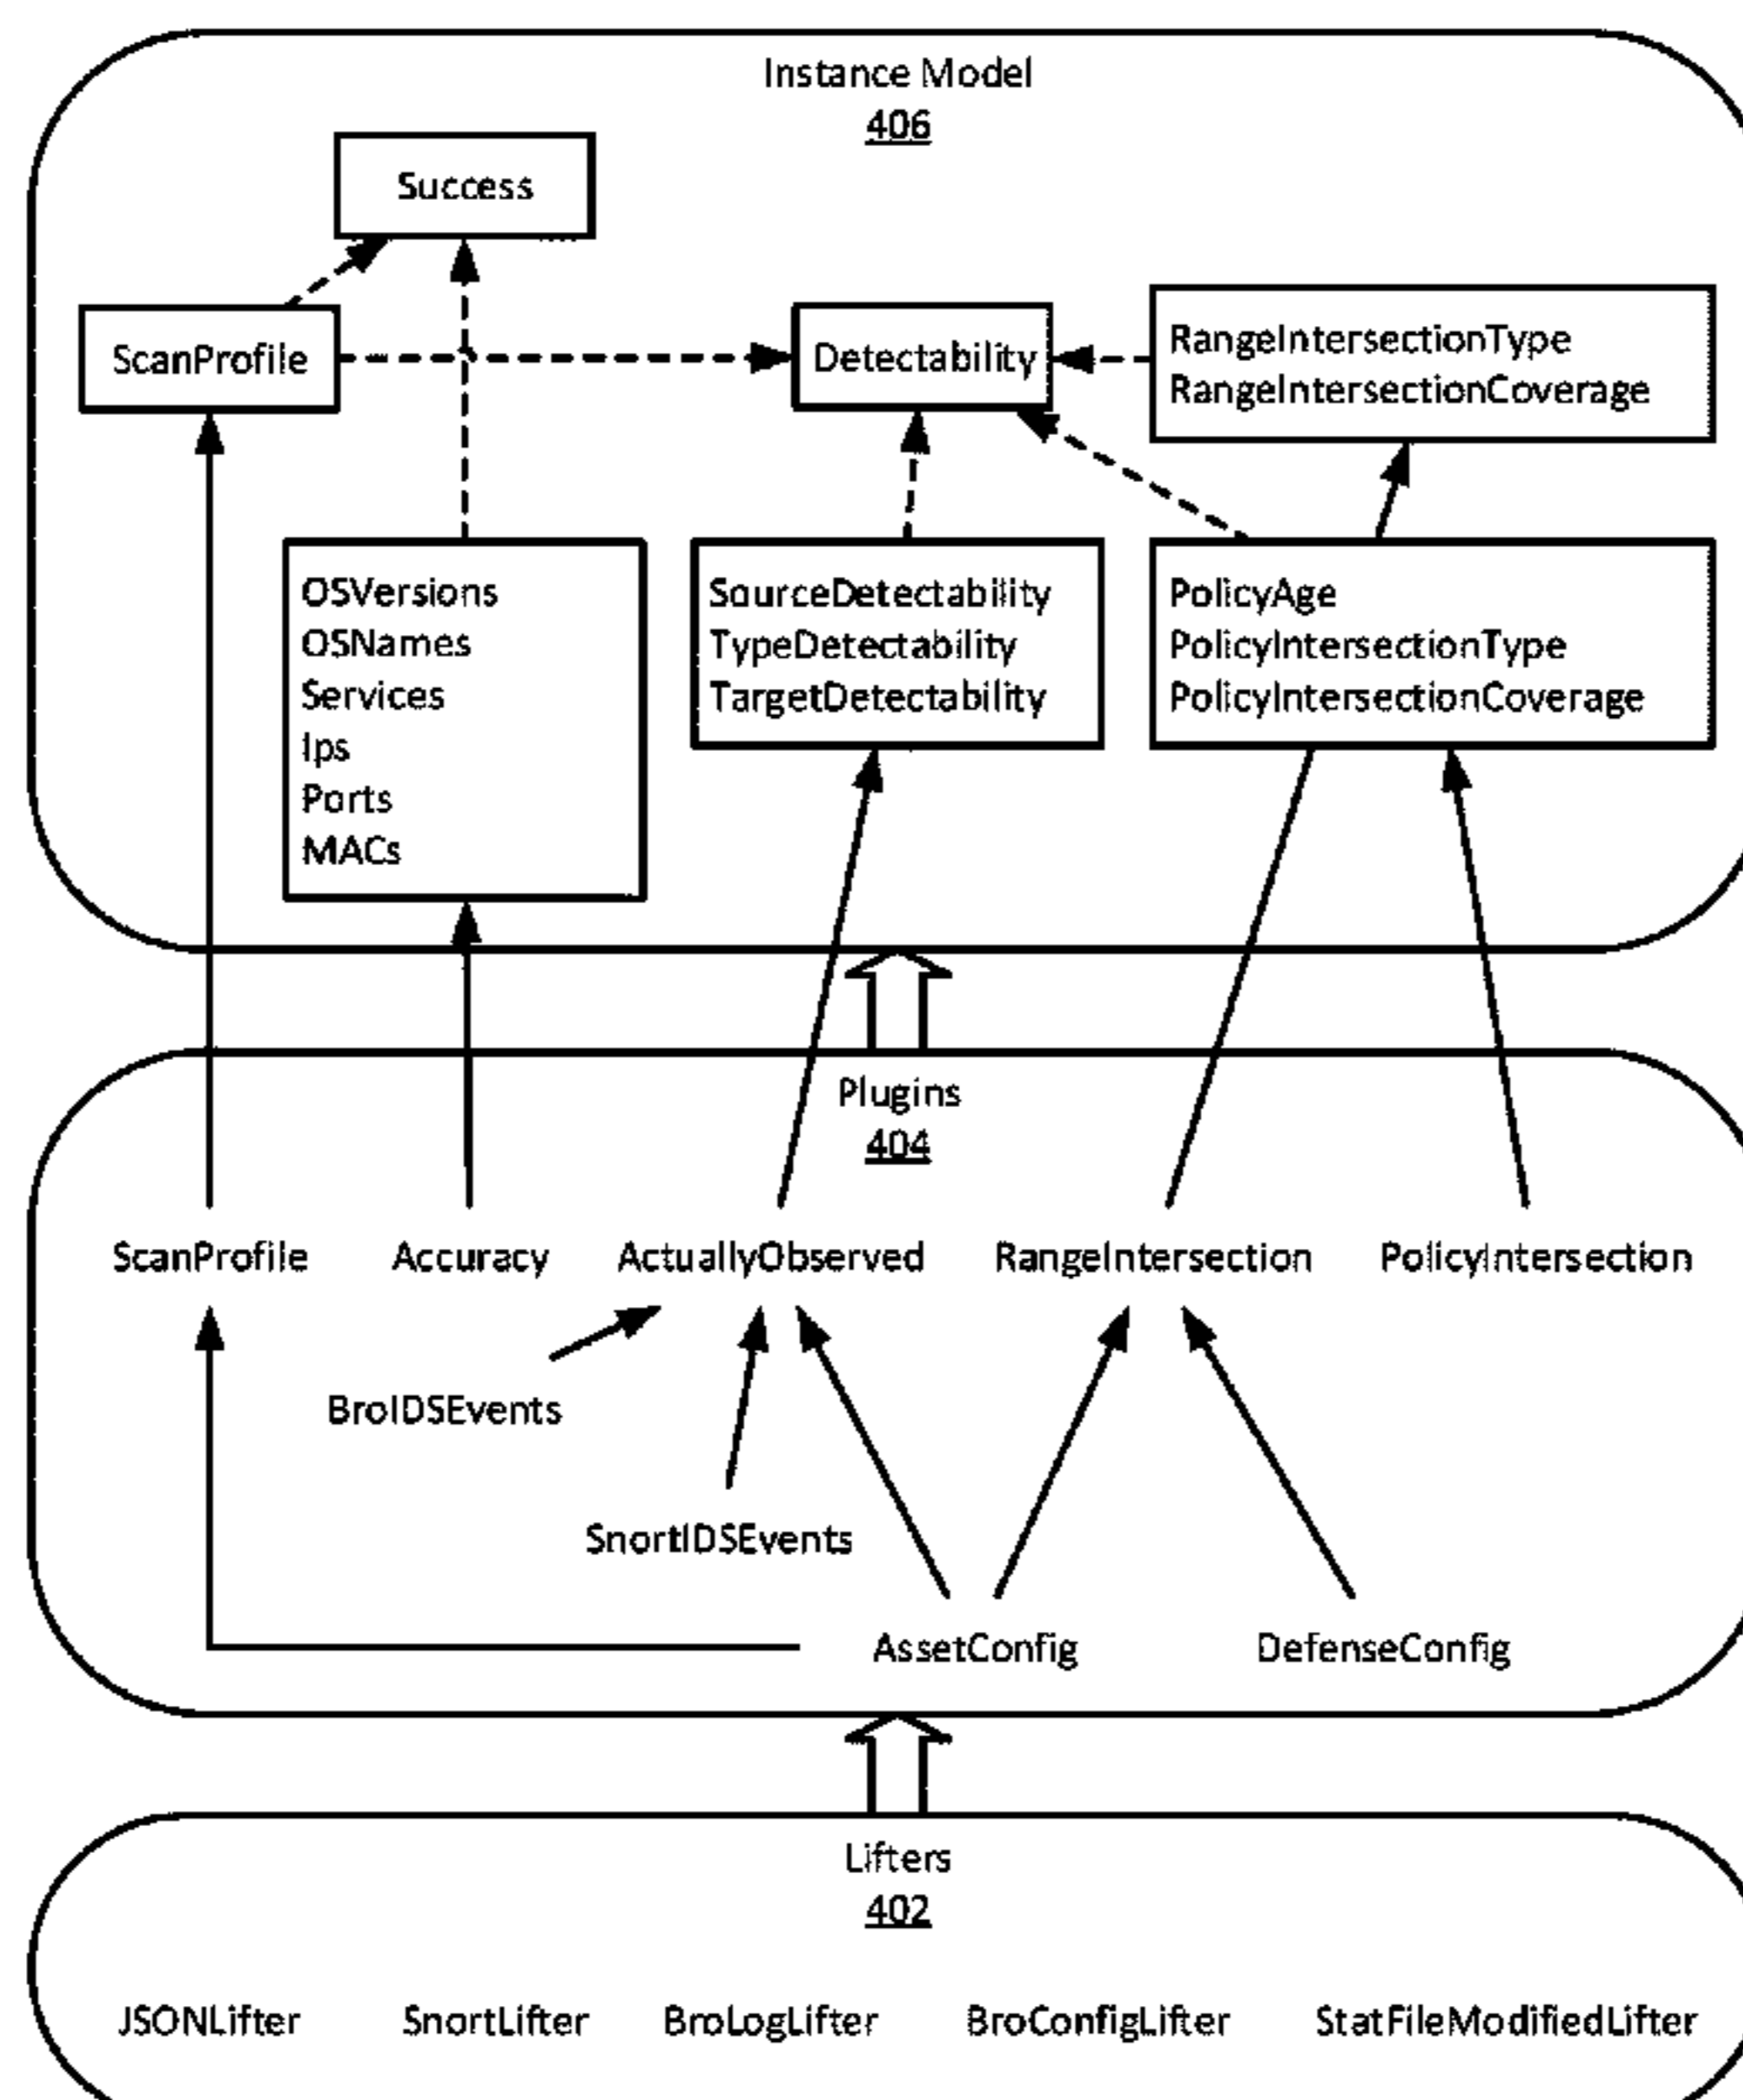 Instance Model
406
Success
ScanProfile
Detectability
RangeIntersectionType
RangeIntersectionCoverage
OSVersions
OSNames
Services
Ips
Ports
MACs
SourceDetectability
TypeDetectability
TargetDetectability
PolicyAge
PolicyIntersectionType
PolicyIntersectionCoverage
Plugins
404
ScanProfile
Accuracy
ActuallyObserved
RangeIntersection
PolicyIntersection
BroIDSEvents
SnortIDSEvents
AssetConfig
DefenseConfig
Lifters
402
JSONLifter
SnortLifter
BroLogLifter
BroConfigLifter
StatFileModifiedLifter